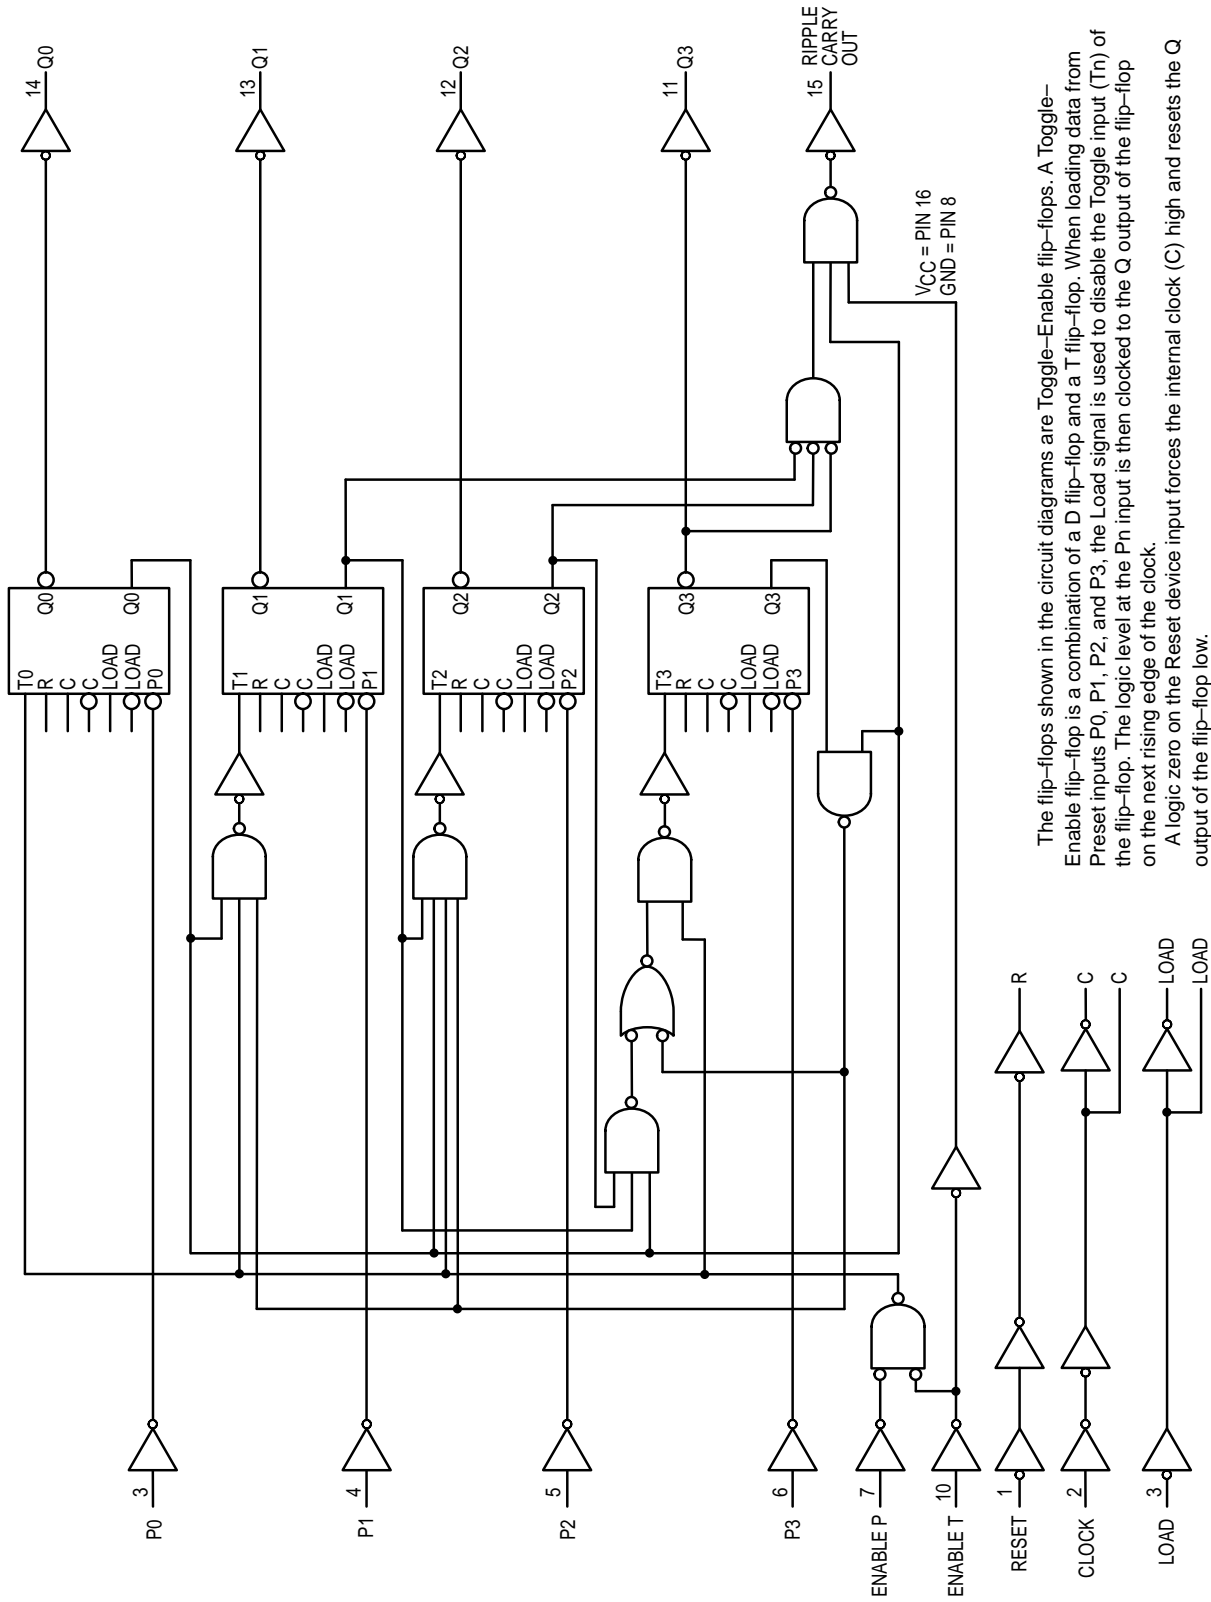 P0
3
P1
4
P2
5
P3
6
ENABLE P
7
ENABLE T
10
RESET
1
R
CLOCK
2
C
C
LOAD
3
LOAD
LOAD
T0
R
C
C
LOAD
LOAD
P0
Q0
Q0
T1
R
C
C
LOAD
LOAD
P1
Q1
Q1
T2
R
C
C
LOAD
LOAD
P2
Q2
Q2
T3
R
C
C
LOAD
LOAD
P3
Q3
Q3
14
Q0
13
Q1
12
Q2
11
Q3
15
RIPPLE
CARRY
OUT
VCC = PIN 16
GND = PIN 8
The flip–flops shown in the circuit diagrams are Toggle–Enable flip–flops. A Toggle–
Enable flip–flop is a combination of a D flip–flop and a T flip–flop. When loading data from
Preset inputs P0, P1, P2, and P3, the Load signal is used to disable the Toggle input (Tn) of
the flip–flop. The logic level at the Pn input is then clocked to the Q output of the flip–flop
on the next rising edge of the clock.
A logic zero on the Reset device input forces the internal clock (C) high and resets the Q
output of the flip–flop low.